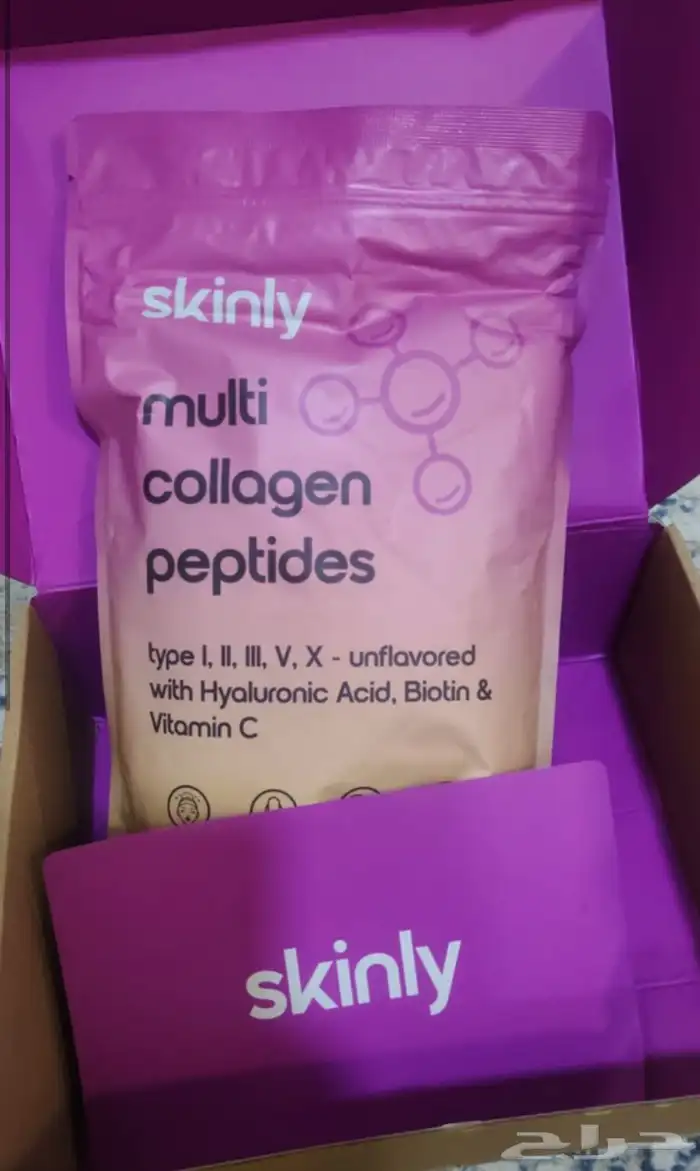 skinly
multi
collagen
peptides
type I, II, III, V, X - unflavored
with Hyaluronic Acid, Biotin &
Vitamin C
skinly
حراج